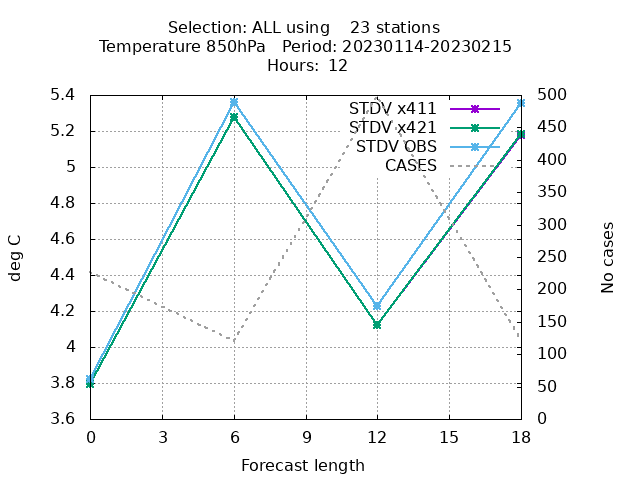 Selection: ALL using    23 stations
Temperature 850hPa   Period: 20230114-20230215
Hours: 12
5.4
5.2
5
4.8
4.6
4.4
4.2
4
3.8
3.6
deg C
STDV x411
STDV x421
STDV OBS
CASES
500
450
400
350
300
250
200
150
100
50
0
No cases
0 3 6 9 12 15 18
Forecast length